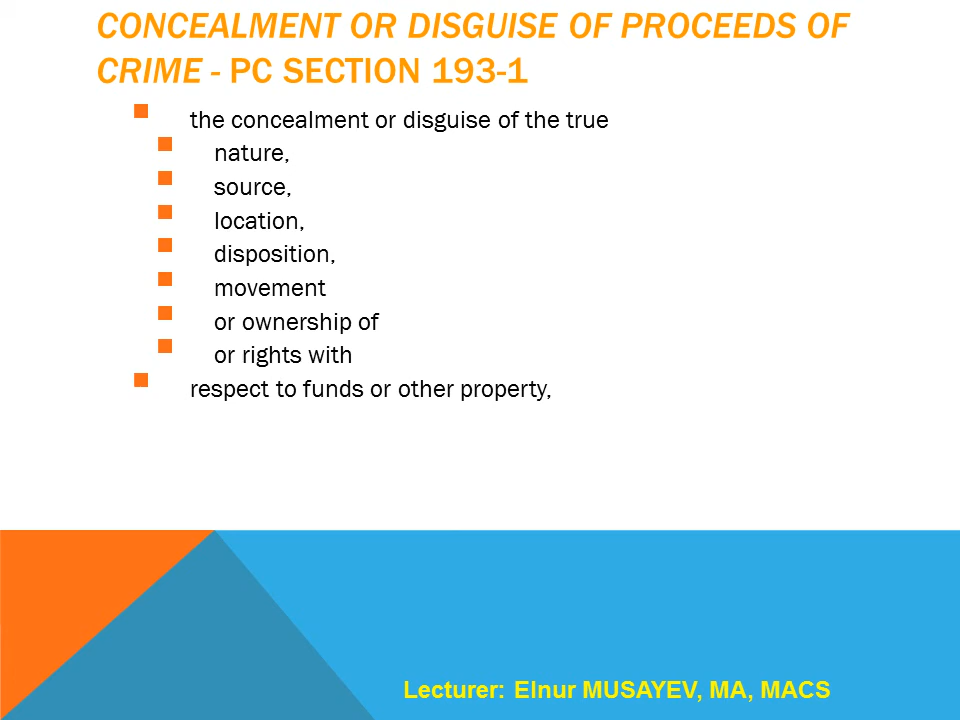 CONCEALMENT OR DISGUISE OF PROCEEDS OF
CRIME - PC SECTION 193-1
the concealment or disguise of the true
nature,
source,
location,
disposition,
movement
or ownership of
or rights with
respect to funds or other property,
Lecturer: Elnur MUSAYEV, MA, MACS